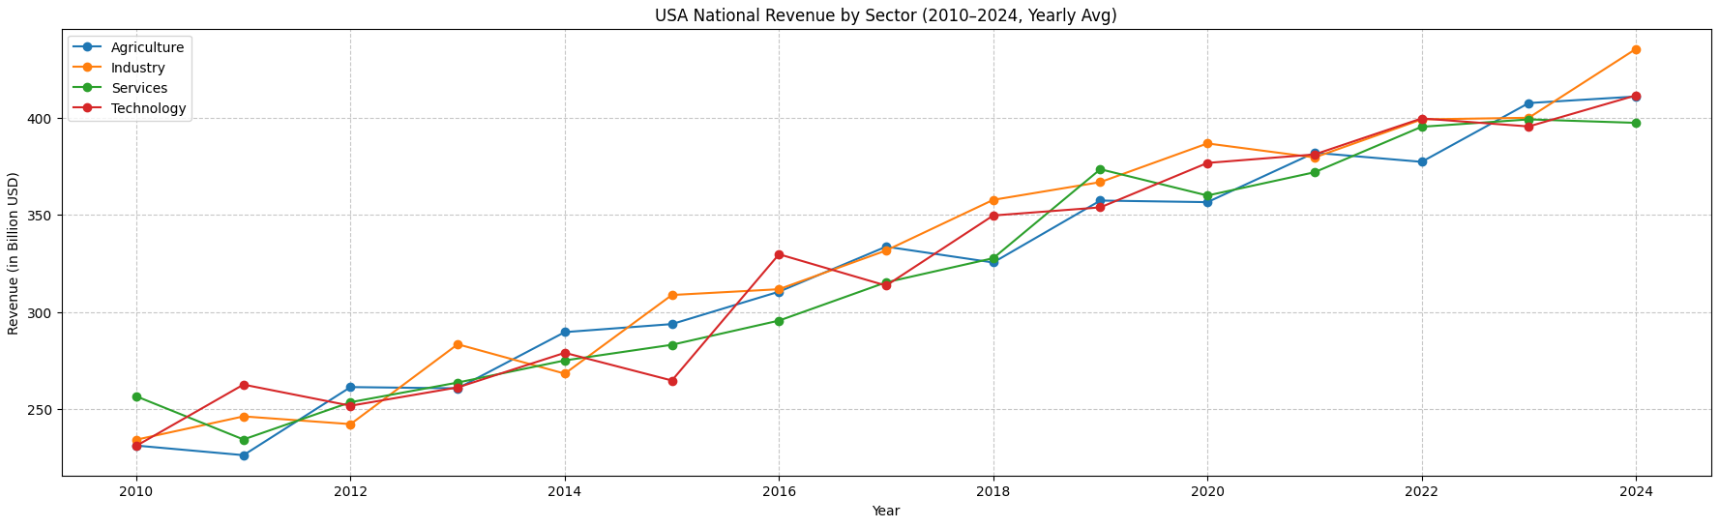 USA National Revenue by Sector (2010–2024, Yearly Avg)
Agriculture
Industry
Services
Technology
Revenue (in Billion USD)
400
350
300
250
2010 2012 2014 2016 2018 2020 2022 2024
Year